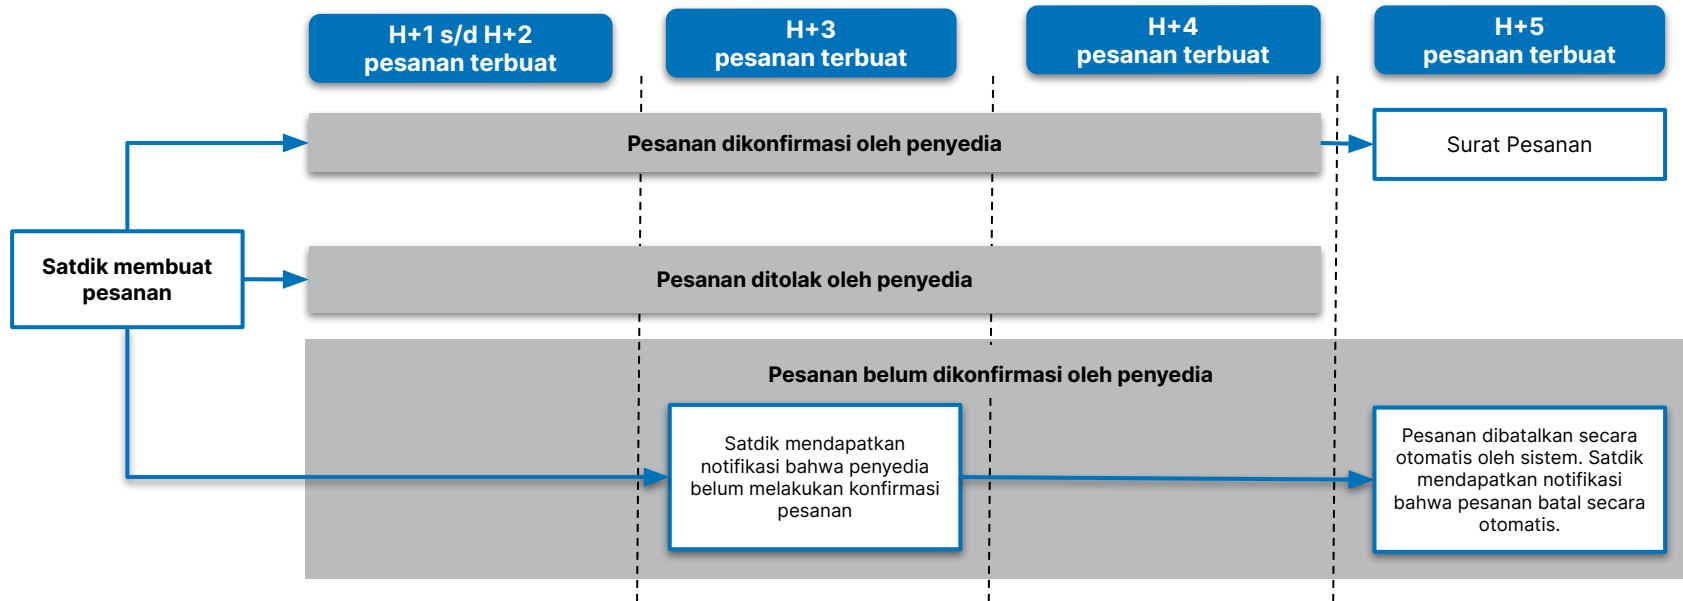 H+1 s/d H+2
pesanan terbuat
H+3
pesanan terbuat
H+4
pesanan terbuat
H+5
pesanan terbuat
Pesanan dikonfirmasi oleh penyedia
Surat Pesanan
Satdik membuat
pesanan
Pesanan ditolak oleh penyedia
Pesanan belum dikonfirmasi oleh penyedia
Satdik mendapatkan
notifikasi bahwa penyedia
belum melakukan konfirmasi
pesanan
Pesanan dibatalkan secara
otomatis oleh sistem. Satdik
mendapatkan notifikasi
bahwa pesanan batal secara
otomatis.